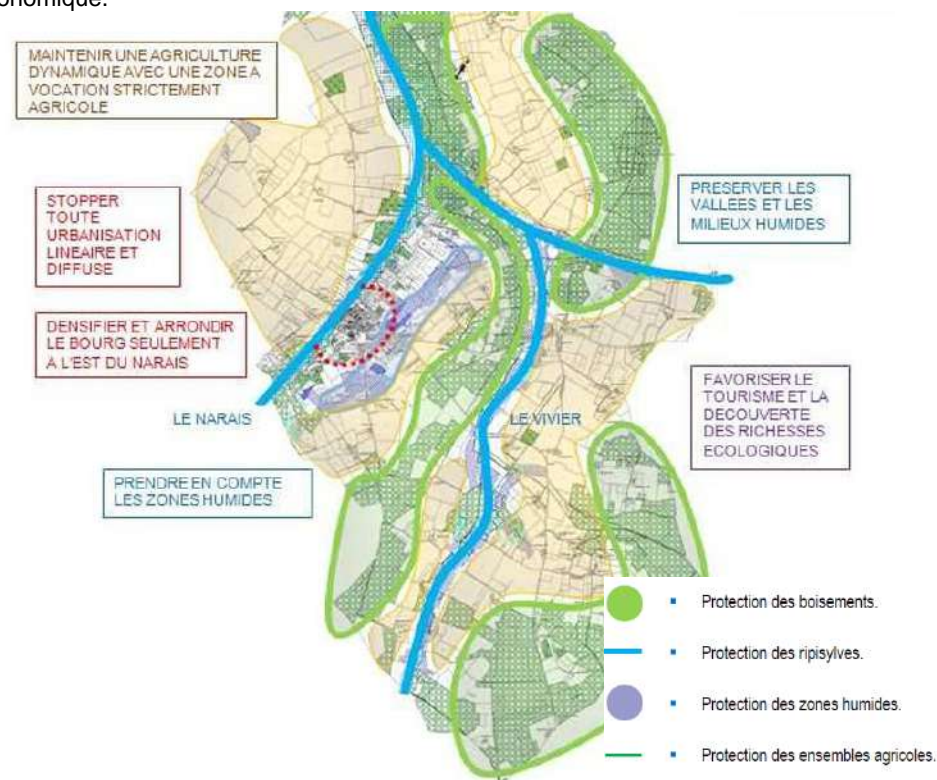 onomique.
MAINTENIR UNE AGRICULTURE
DYNAMIQUE AVEC UNE ZONE A
VOCATION STRICTEMENT
AGRICOLE
STOPPER
TOUTE
URBANISATION
LINEAIRE ET
DIFFUSE
PRESERVER LES
VALLEES ET LES
MILIEUX HUMIDES
DENSIFIER ET ARRONDIR
LE BOURG SEULEMENT
A L'EST DU NARAIS
FAVORISER LE
TOURISME ET LA
DECOUVERTE
DES RICHESSES
ECOLOGIQUES
LE NARAIS
LE VIVIER
PRENDRE EN COMPTE
LES ZONES HUMIDES
Protection des boisements.
Protection des ripisylves.
Protection des zones humides.
Protection des ensembles agricoles.